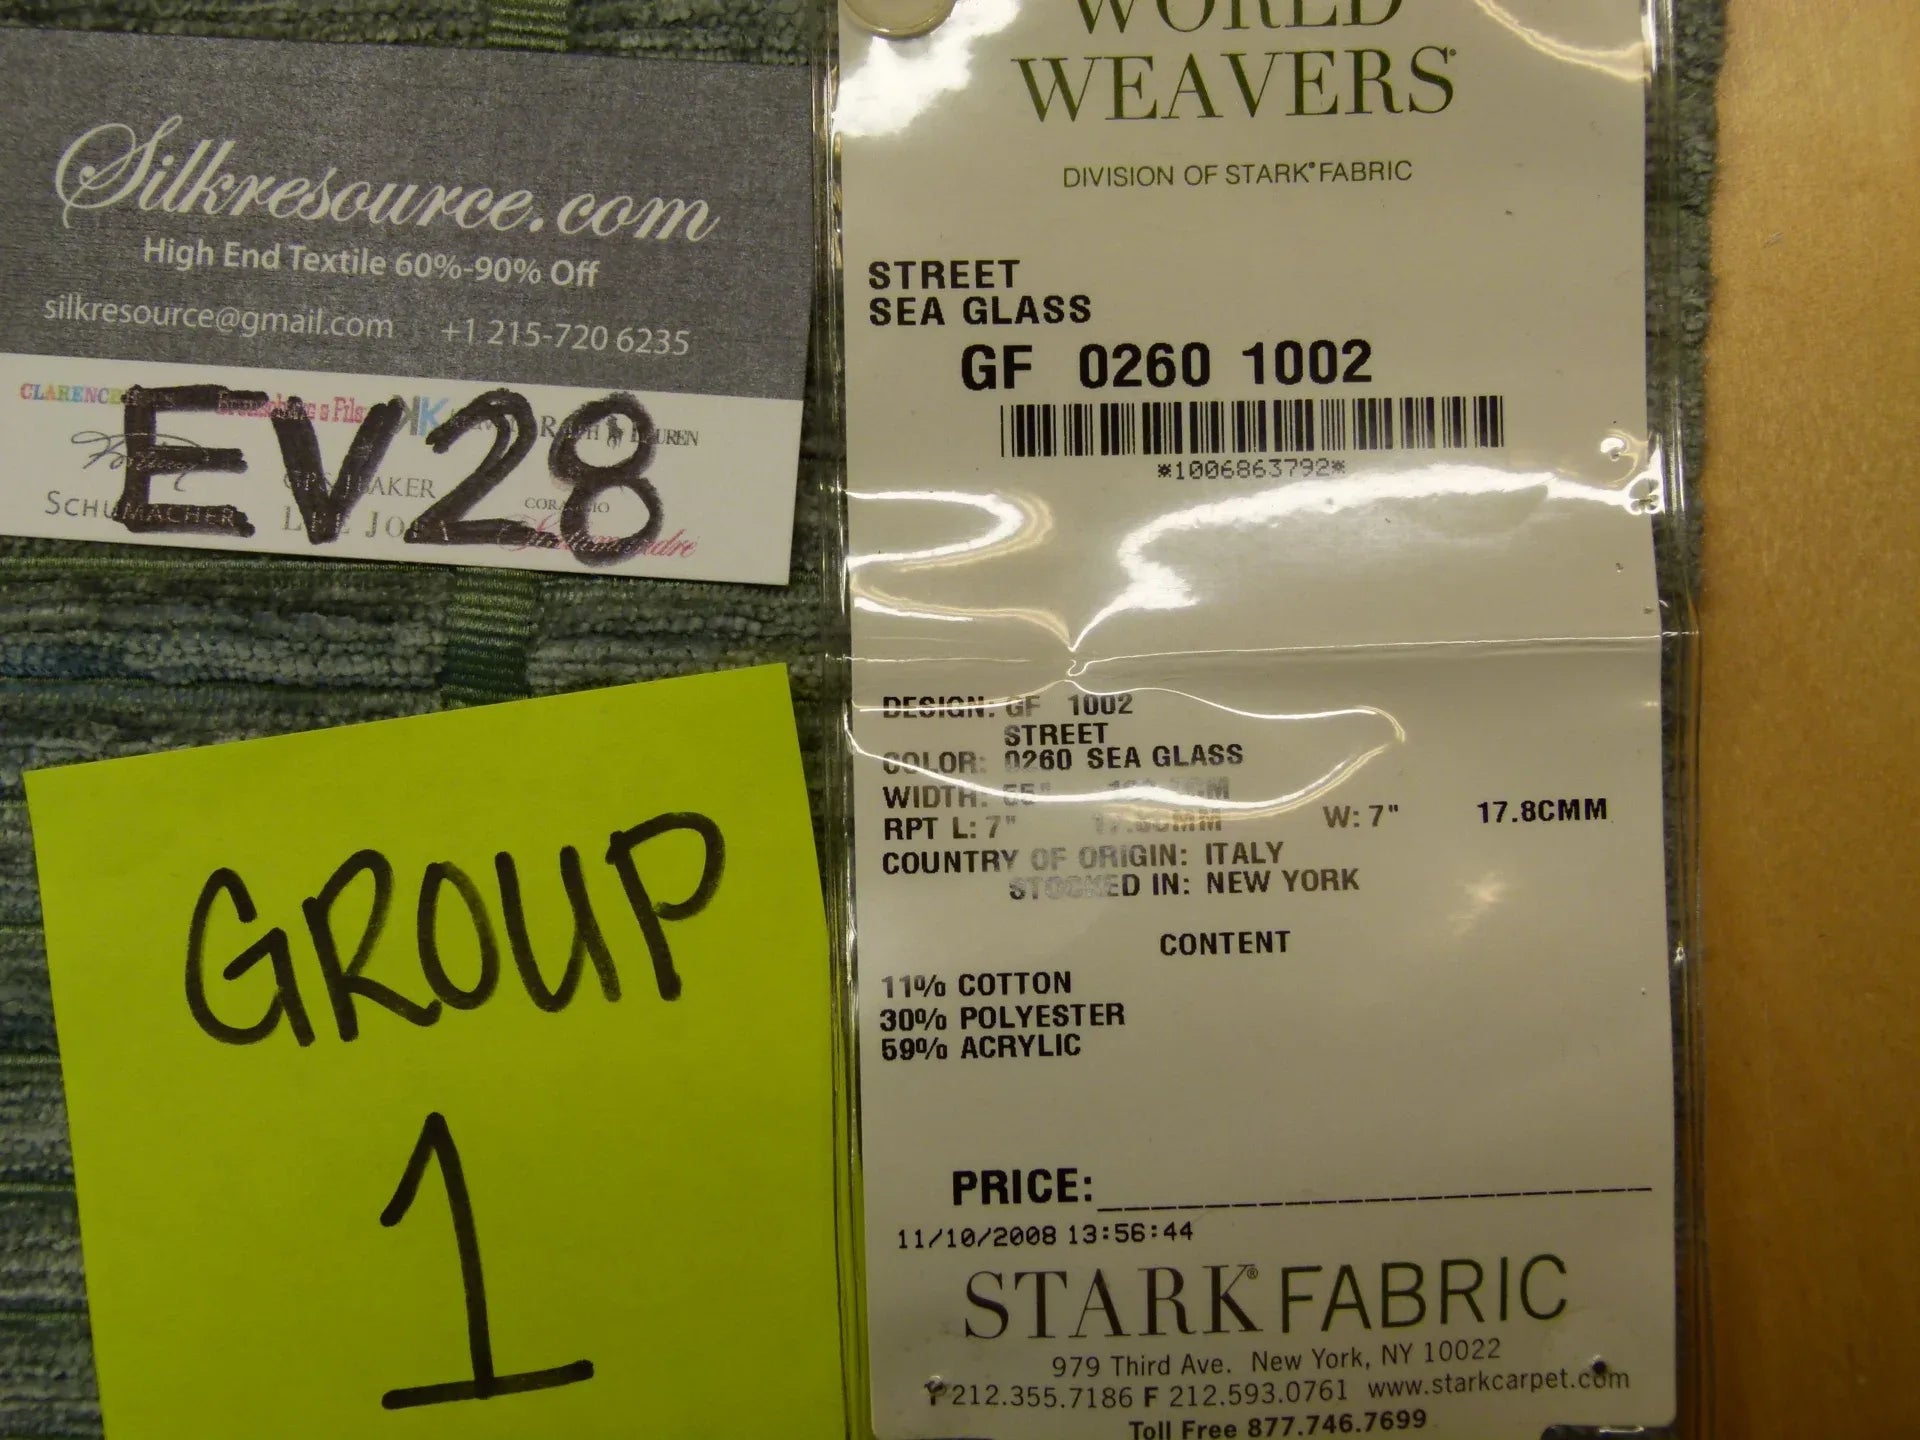 Silkresource.com
High End Textile 60%-90% Off
silkresource@gmail.com +1 215-720 6235
EV28
SCHUMACHER
GROUP
1
WORLD
WEAVERS
DIVISION OF STARK® FABRIC
STREET
SEA GLASS
GF 0260 1002
*1006863792*
DESIGN: GF 1002
STREET
COLOR: 0260 SEA GLASS
WIDTH: 55"
RPT L: 7" 17.8CMM W: 7" 17.8CMM
COUNTRY OF ORIGIN: ITALY
STOCKED IN: NEW YORK
CONTENT
11% COTTON
30% POLYESTER
59% ACRYLIC
PRICE:
11/10/2008 13:56:44
STARK® FABRIC
979 Third Ave. New York, NY 10022
P 212.355.7186 F 212.593.0761 www.starkcarpet.com
Toll Free 877.746.7699